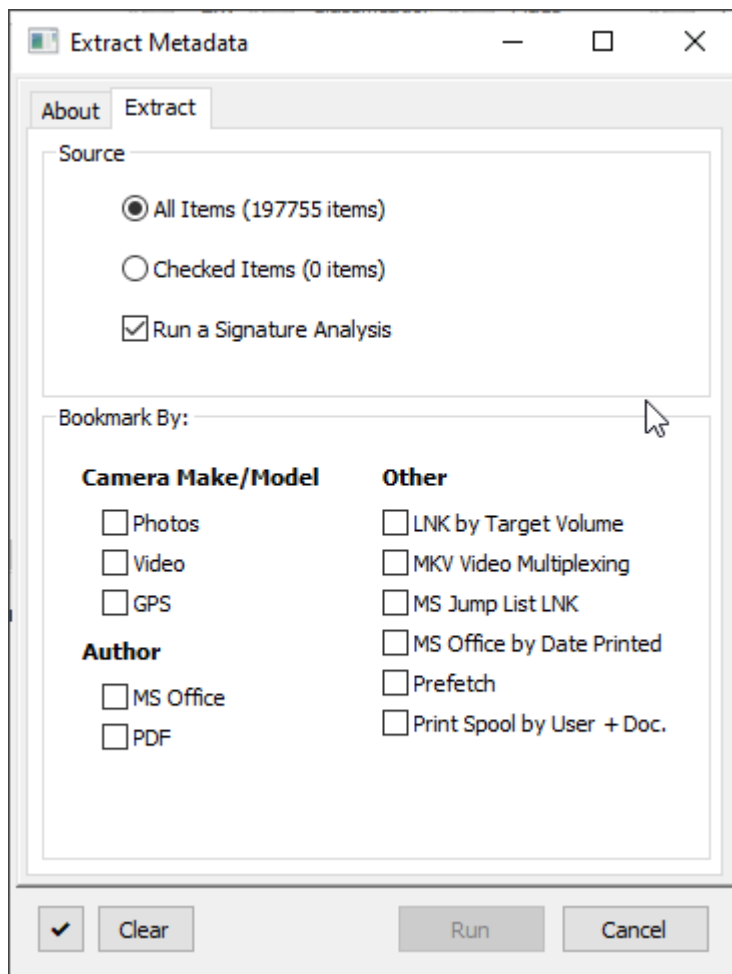 Extract Metadata
About
Extract
Source
All Items (197755 items)
Checked Items (0 items)
Run a Signature Analysis
Bookmark By:
Camera Make/Model
Photos
Video
GPS
Author
MS Office
PDF
Other
LNK by Target Volume
MKV Video Multiplexing
MS Jump List LNK
MS Office by Date Printed
Prefetch
Print Spool by User + Doc.
Clear
Run
Cancel